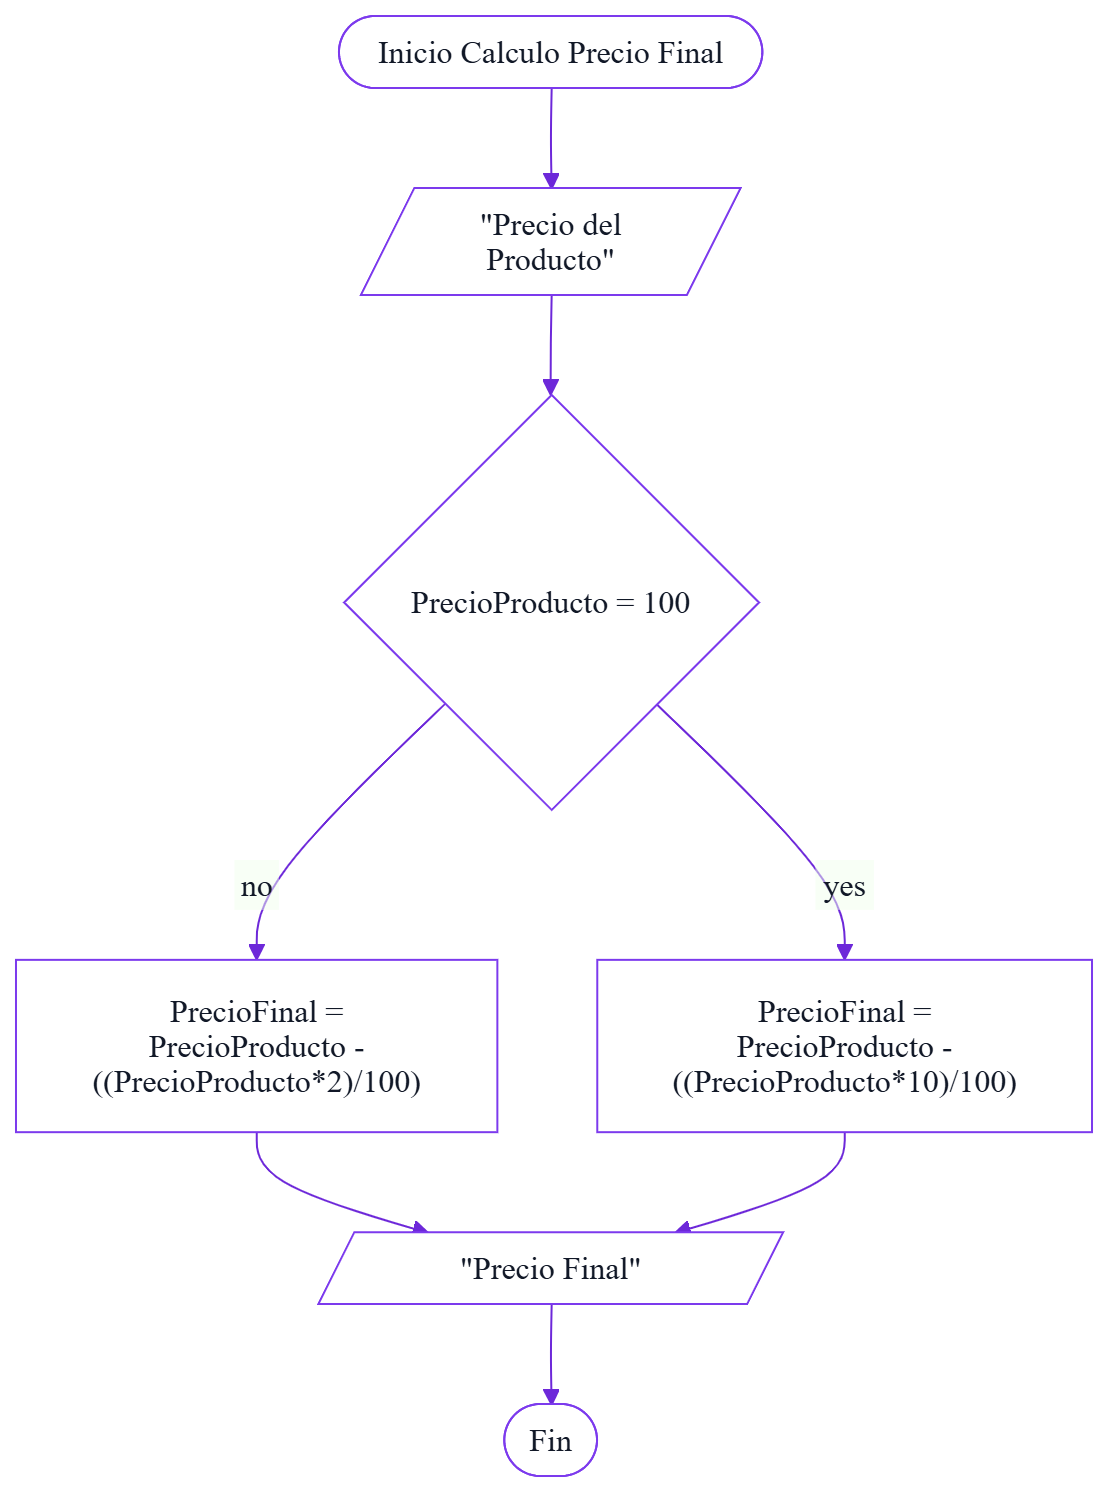 Inicio Calculo Precio Final
"Precio del
Producto"
PrecioProducto = 100
no
yes
PrecioFinal =
PrecioProducto -
((PrecioProducto*2)/100)
PrecioFinal =
PrecioProducto -
((PrecioProducto*10)/100)
"Precio Final"
Fin